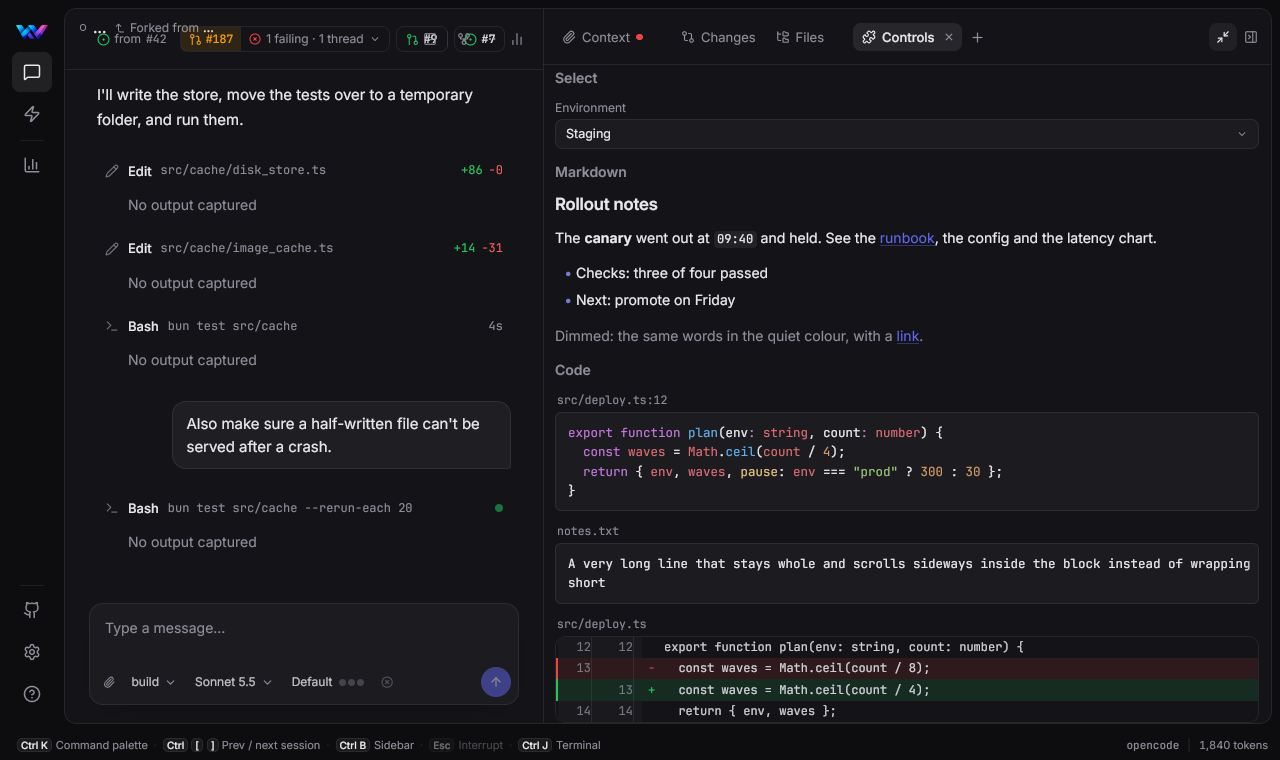 ... Forked from ...
from #42
#187
1 failing · 1 thread
#7
I'll write the store, move the tests over to a temporary
folder, and run them.
Edit src/cache/disk_store.ts +86 -0
No output captured
Edit src/cache/image_cache.ts +14 -31
No output captured
Bash bun test src/cache 4s
No output captured
Also make sure a half-written file can't be
served after a crash.
Bash bun test src/cache --rerun-each 20
No output captured
Type a message...
build
Sonnet 5.5
Default
Context
Changes
Files
Controls
Select
Environment
Staging
Markdown
Rollout notes
The canary went out at 09:40 and held. See the runbook, the config and the latency chart.
• Checks: three of four passed
• Next: promote on Friday
Dimmed: the same words in the quiet colour, with a link.
Code
src/deploy.ts:12
export function plan(env: string, count: number) {
const waves = Math.ceil(count / 4);
return { env, waves, pause: env === "prod" ? 300 : 30 };
}
notes.txt
A very long line that stays whole and scrolls sideways inside the block instead of wrapping
short
src/deploy.ts
12 12 export function plan(env: string, count: number) {
13 - const waves = Math.ceil(count / 8);
13 + const waves = Math.ceil(count / 4);
14 14 return { env, waves };
Ctrl K Command palette · Ctrl [ ] Prev / next session · Ctrl B Sidebar · Esc Interrupt · Ctrl J Terminal
opencode
1,840 tokens